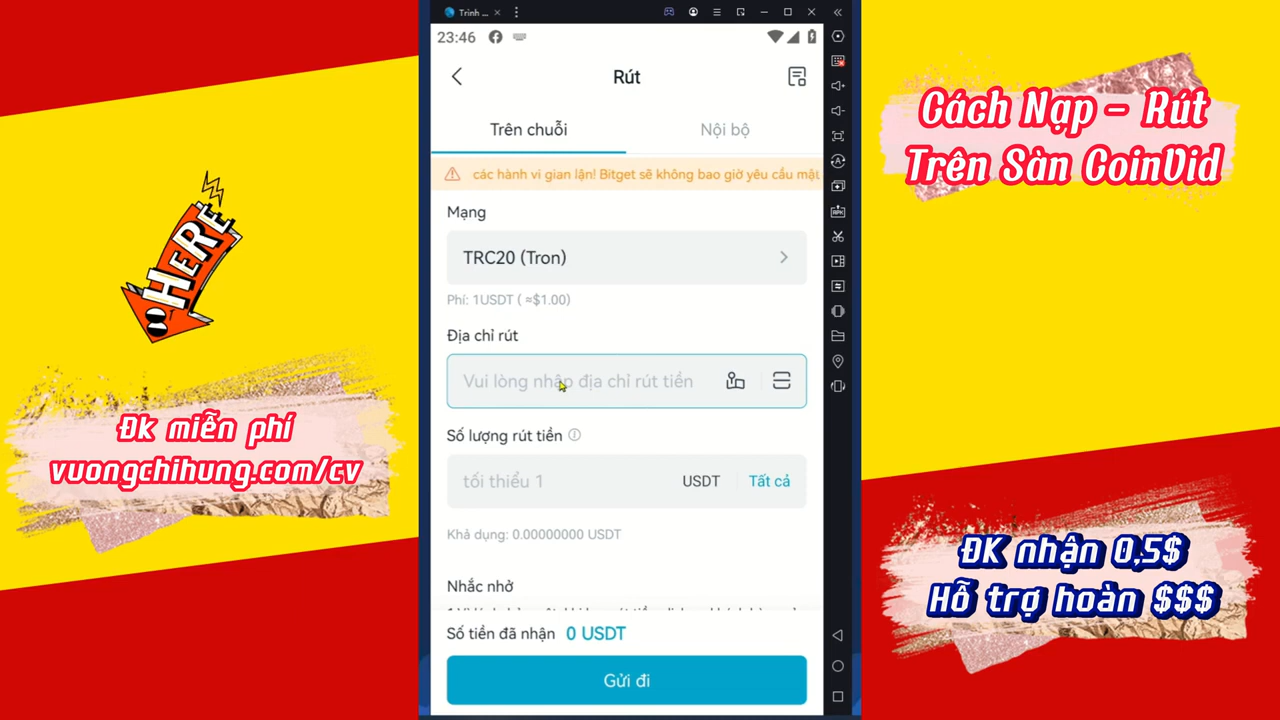 Trình ...
23:46
Rút
Trên chuỗi
Nội bộ
các hành vi gian lận! Bitget sẽ không bao giờ yêu cầu mật
Mạng
TRC20 (Tron)
Phí: 1USDT ( ≈$1.00)
Địa chỉ rút
Vui lòng nhập địa chỉ rút tiền
Số lượng rút tiền
tối thiểu 1 USDT Tất cả
Khả dụng: 0.00000000 USDT
Nhắc nhở
Số tiền đã nhận 0 USDT
Gửi đi
HERE
Đk miễn phí
vuongchihung.com/cv
Cách Nạp - Rút
Trên Sàn CoinVid
ĐK nhận 0,5$
Hỗ trợ hoàn $$$